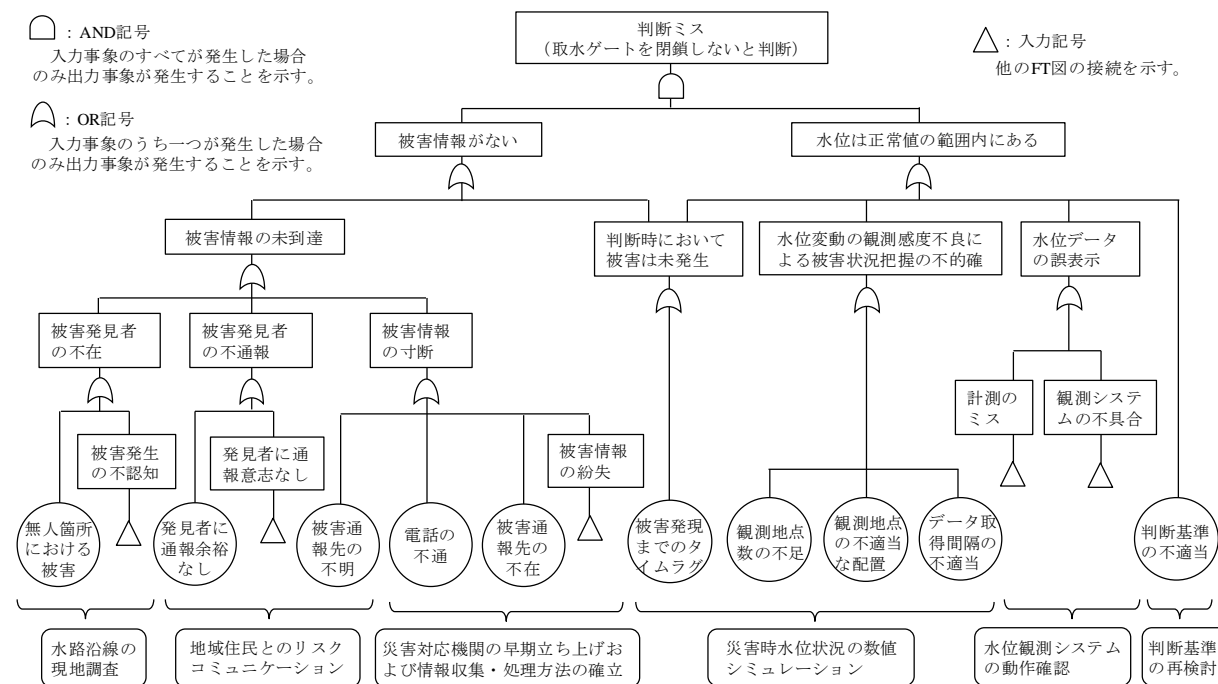 ：AND記号
入力事象のすべてが発生した場合
のみ出力事象が発生することを示す。
：OR記号
入力事象のうち一つが発生した場合
のみ出力事象が発生することを示す。
判断ミス
（取水ゲートを閉鎖しないと判断）
：入力記号
他のFT図の接続を示す。
被害情報がない
水位は正常値の範囲内にある
被害情報の未到達
判断時において
被害は未発生
水位変動の観測感度不良に
よる被害状況把握の不的確
水位データ
の誤表示
被害発見者
の不在
被害発見者
の不通報
被害情報
の寸断
計測の
ミス
観測システ
ムの不具合
被害発生
の不認知
発見者に通
報意志なし
被害情報
の紛失
無人箇所
における
被害
発見者に
通報余裕
なし
被害通
報先の
不明
電話の
不通
被害通
報先の
不在
被害発現
までのタ
イムラグ
観測地点
数の不足
観測地点
の不適当
な配置
データ取
得間隔の
不適当
判断基準
の不適当
水路沿線の
現地調査
地域住民とのリスク
コミュニケーション
災害対応機関の早期立ち上げお
よび情報収集・処理方法の確立
災害時水位状況の数値
シミュレーション
水位観測システム
の動作確認
判断基準
の再検討